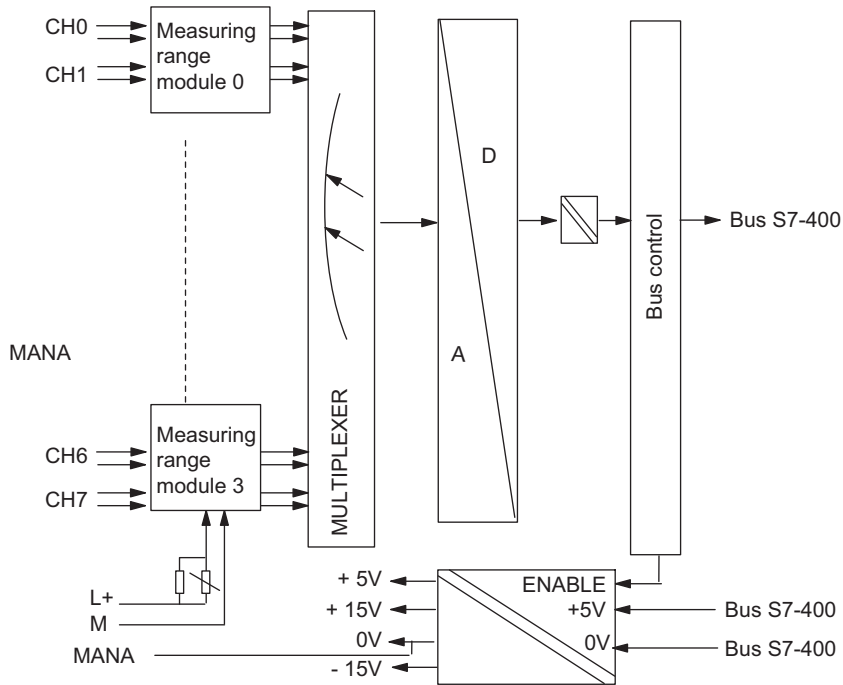 CH0
CH1
Measuring
range
module 0
MULTIPLEXER
D
A
Bus control
Bus S7-400
MANA
CH6
CH7
Measuring
range
module 3
L+
M
MANA
+ 5V
+ 15V
0V
- 15V
ENABLE
+5V
0V
Bus S7-400
Bus S7-400